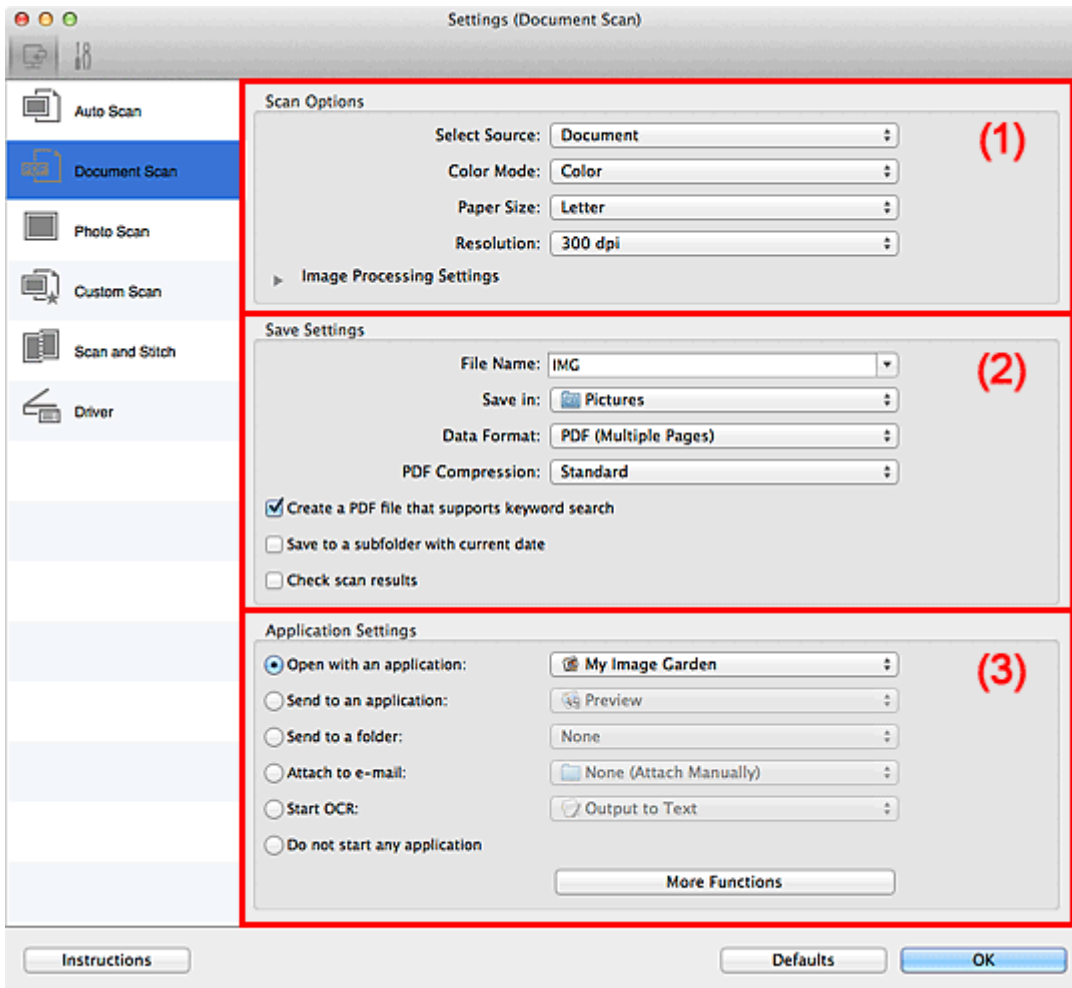 Settings (Document Scan)
Auto Scan
Document Scan
Photo Scan
Custom Scan
Scan and Stitch
Driver
Scan Options
(1)
Select Source: Document
Color Mode: Color
Paper Size: Letter
Resolution: 300 dpi
Image Processing Settings
Save Settings
(2)
File Name: IMG
Save in: Pictures
Data Format: PDF (Multiple Pages)
PDF Compression: Standard
Create a PDF file that supports keyword search
Save to a subfolder with current date
Check scan results
Application Settings
(3)
Open with an application: My Image Garden
Send to an application: Preview
Send to a folder: None
Attach to e-mail: None (Attach Manually)
Start OCR: Output to Text
Do not start any application
More Functions
Instructions
Defaults
OK